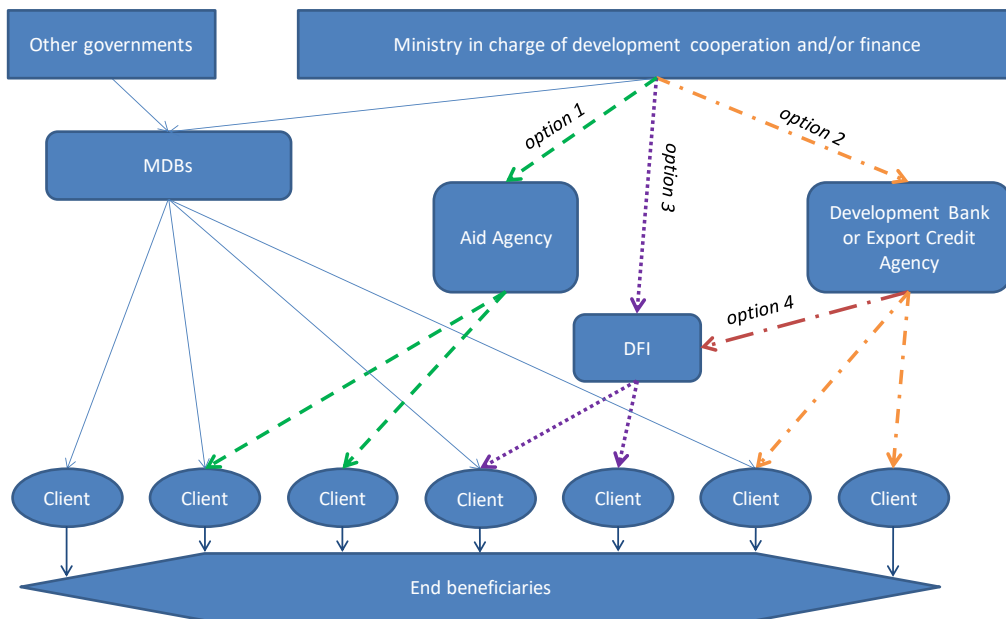 Other governments
Ministry in charge of development cooperation and/or finance
option 1
option 2
MDBs
option 3
Aid Agency
Development Bank
or Export Credit
Agency
option 4
DFI
Client
Client
Client
Client
Client
Client
Client
End beneficiaries